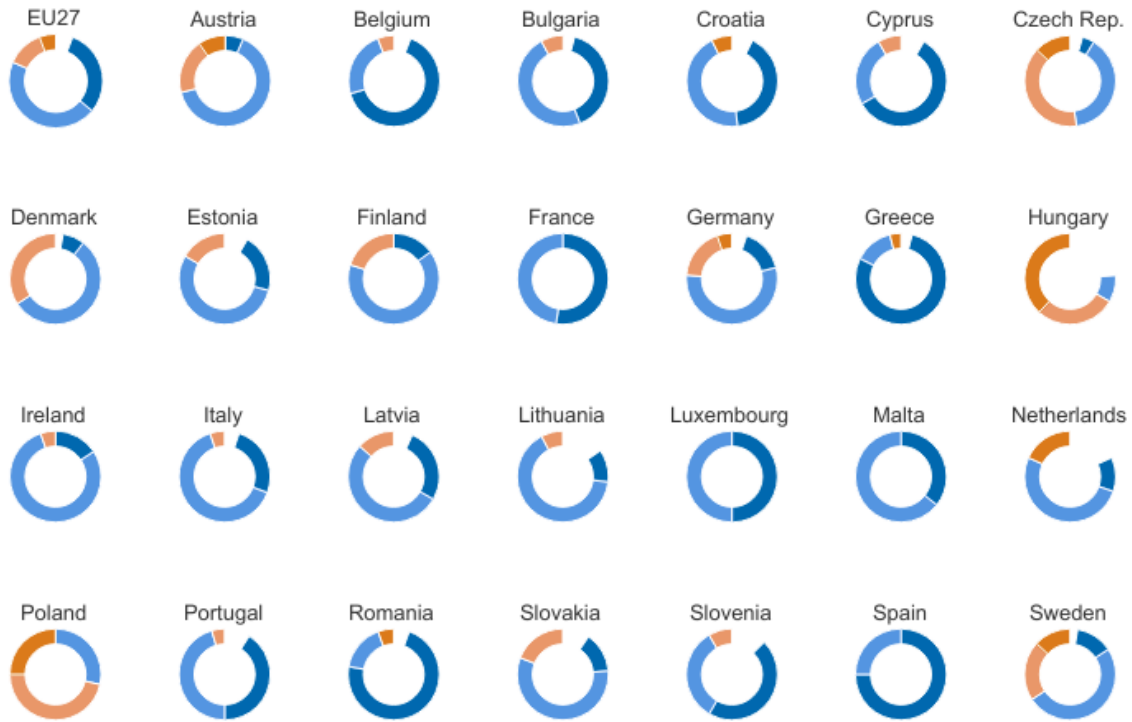 EU27
Austria
Belgium
Bulgaria
Croatia
Cyprus
Czech Rep.
Denmark
Estonia
Finland
France
Germany
Greece
Hungary
Ireland
Italy
Latvia
Lithuania
Luxembourg
Malta
Netherlands
Poland
Portugal
Romania
Slovakia
Slovenia
Spain
Sweden